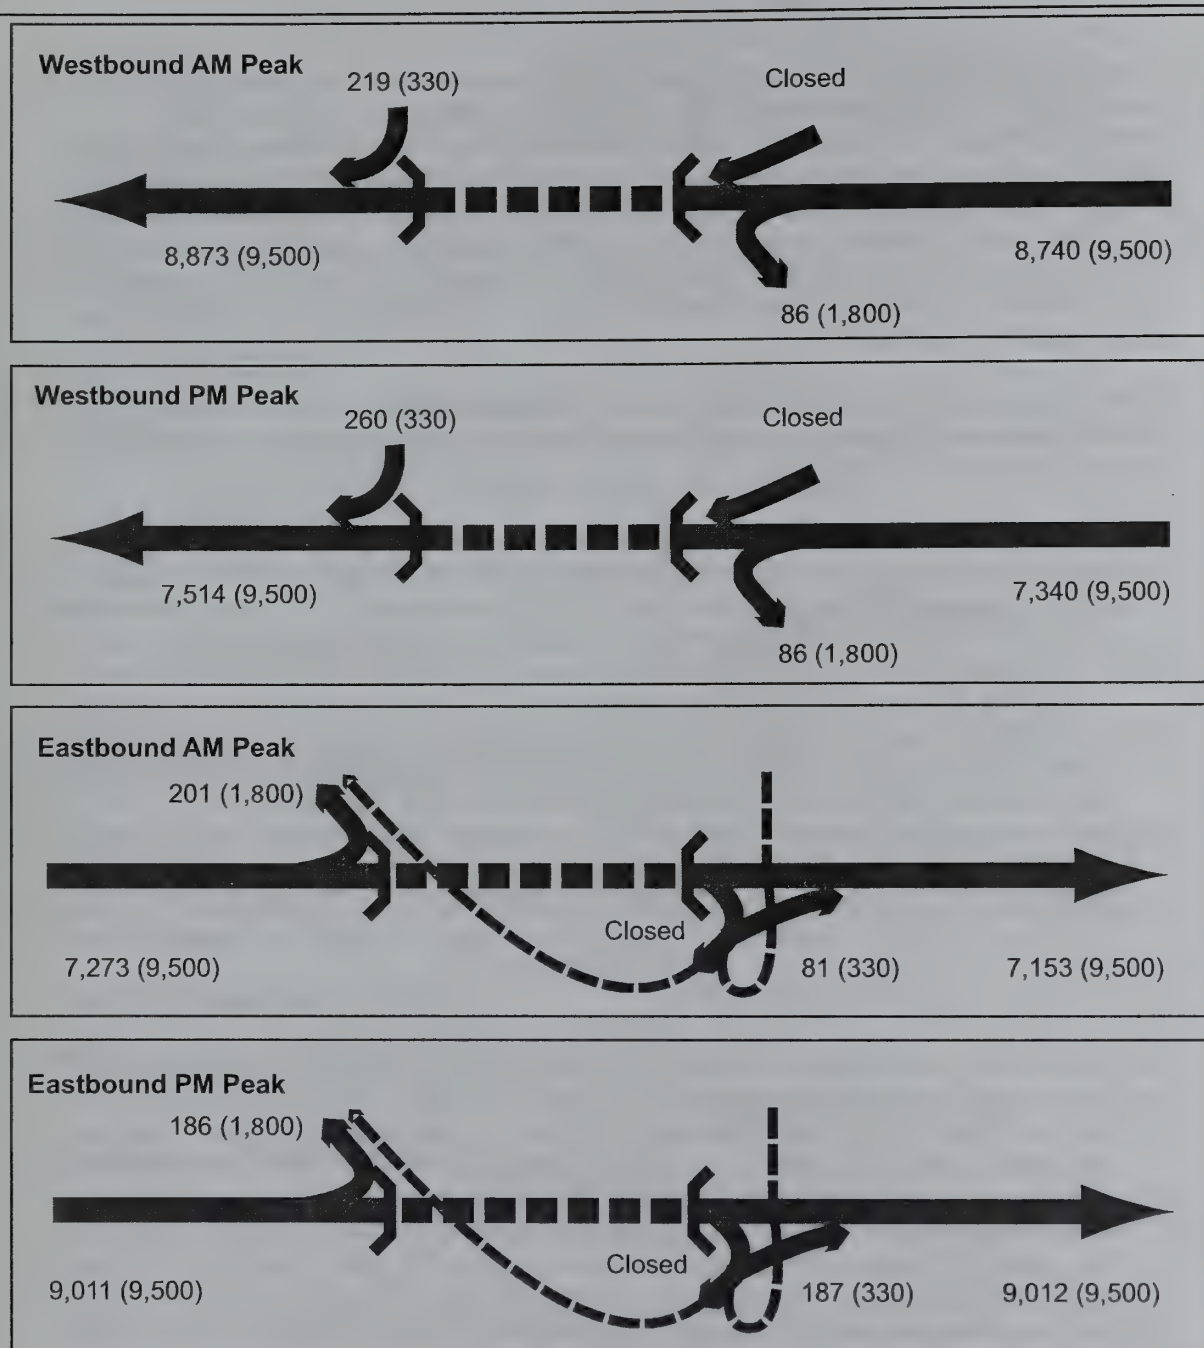 Westbound AM Peak
219 (330)
Closed
8,873 (9,500)
8,740 (9,500)
86 (1,800)
Westbound PM Peak
260 (330)
Closed
7,514 (9,500)
7,340 (9,500)
86 (1,800)
Eastbound AM Peak
201 (1,800)
Closed
7,273 (9,500)
81 (330)
7,153 (9,500)
Eastbound PM Peak
186 (1,800)
Closed
9,011 (9,500)
187 (330)
9,012 (9,500)